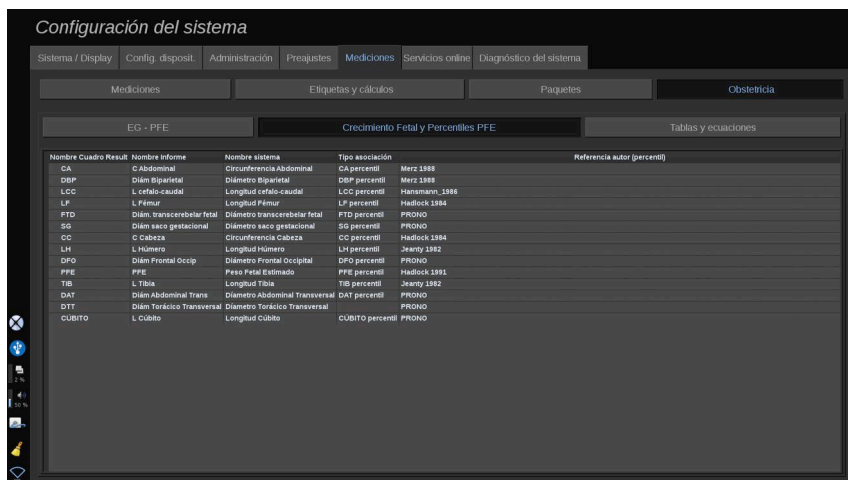 Configuración del sistema
Sistema / Display Config. disposit. Administración Preajustes Mediciones Servicios online Diagnóstico del sistema
Mediciones Etiquetas y cálculos Paquetes Obstetricia
EG - PFE Crecimiento Fetal y Percentiles PFE Tablas y ecuaciones
Nombre Cuadro Result Nombre Informe Nombre sistema Tipo asociación Referencia autor (percentil)
CA C Abdominal Circunferencia Abdominal CA percentil Merz 1988
DBP Diám Biparietal Diámetro Biparietal DBP percentil Merz 1988
LCC L cefalo-caudal Longitud cefalo-caudal LCC percentil Hansmann_1986
LF L Fémur Longitud Fémur LF percentil Hadlock 1984
FTD Diám. transcerebelar fetal Diámetro transcerebelar fetal FTD percentil PRONO
SG Diám saco gestacional Diámetro saco gestacional SG percentil PRONO
CC C Cabeza Circunferencia Cabeza CC percentil Hadlock 1984
LH L Húmero Longitud Húmero LH percentil Jeanty 1982
DFO Diám Frontal Occip Diámetro Frontal Occipital DFO percentil PRONO
PFE PFE Peso Fetal Estimado PFE percentil Hadlock 1991
TIB L Tibia Longitud Tibia TIB percentil Jeanty 1982
DAT Diám Abdominal Trans Díametro Abdominal Transversal DAT percentil PRONO
DTT Diám Torácico Transversal Díametro Torácico Transversal PRONO
CÚBITO L Cúbito Longitud Cúbito CÚBITO percentil PRONO
2 %
50 %